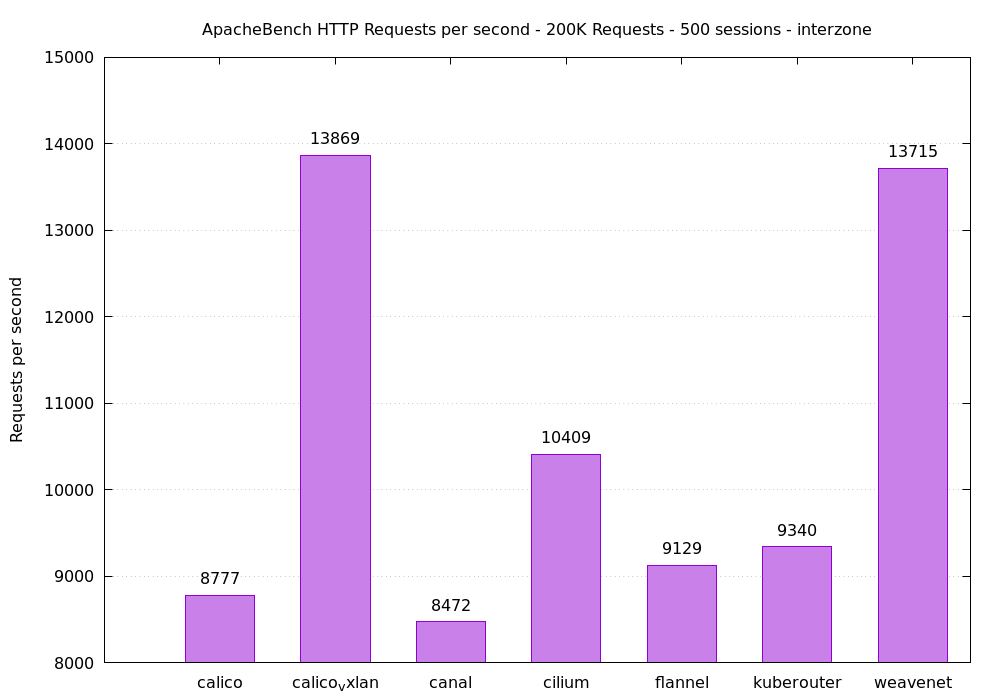 ApacheBench HTTP Requests per second - 200K Requests - 500 sessions - interzone
Requests per second
15000
14000
13000
12000
11000
10000
9000
8000
8777
13869
8472
10409
9129
9340
13715
calico
calicovxlan
canal
cilium
flannel
kuberouter
weavenet